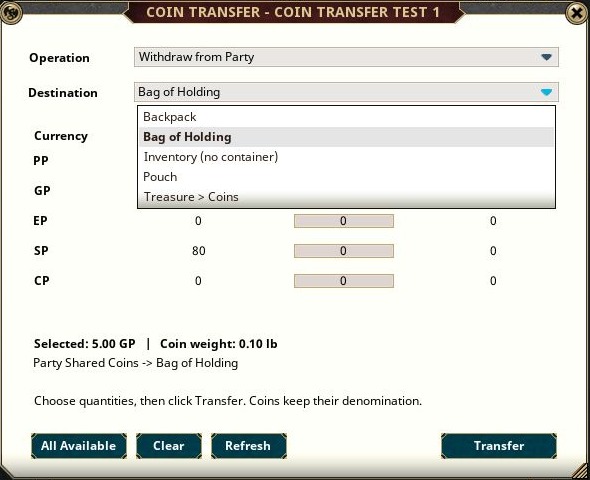 COIN TRANSFER - COIN TRANSFER TEST 1
Operation Withdraw from Party
Destination Bag of Holding
Backpack
Currency Bag of Holding
PP Inventory (no container)
Pouch
GP Treasure > Coins
EP 0 0 0
SP 80 0 0
CP 0 0 0
Selected: 5.00 GP | Coin weight: 0.10 lb
Party Shared Coins -> Bag of Holding
Choose quantities, then click Transfer. Coins keep their denomination.
All Available Clear Refresh Transfer